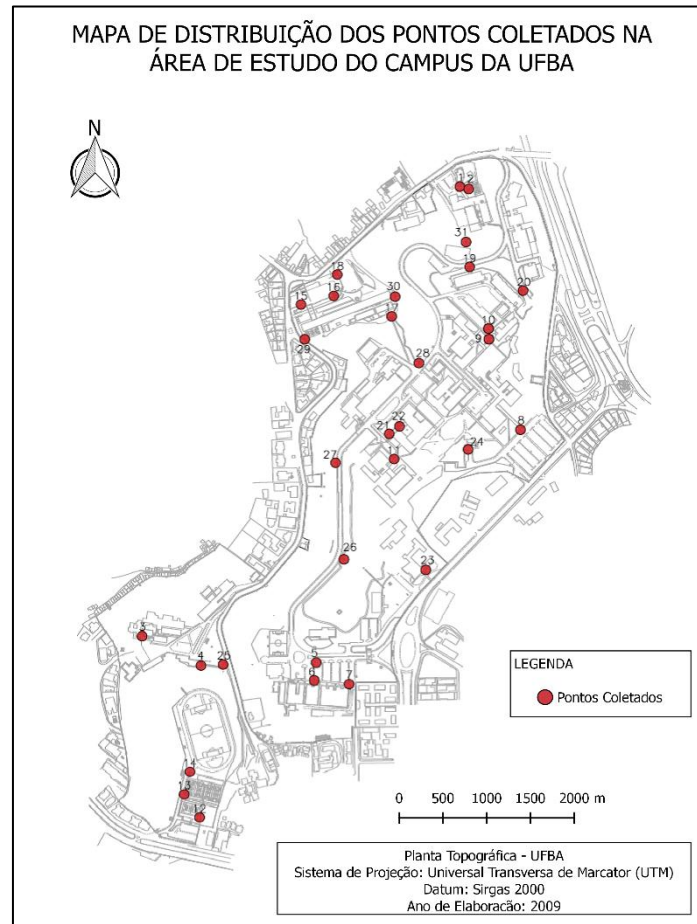 MAPA DE DISTRIBUIÇÃO DOS PONTOS COLETADOS NA
ÁREA DE ESTUDO DO CAMPUS DA UFBA
N
1 2
31
19
18
16
30
20
15
17
10
9
29
28
22
21
8
24
11
27
26
23
3
4 25
5
6
7
14
13
12
LEGENDA
Pontos Coletados
0 500 1000 1500 2000 m
Planta Topográfica - UFBA
Sistema de Projeção: Universal Transversa de Marcator (UTM)
Datum: Sirgas 2000
Ano de Elaboracão: 2009